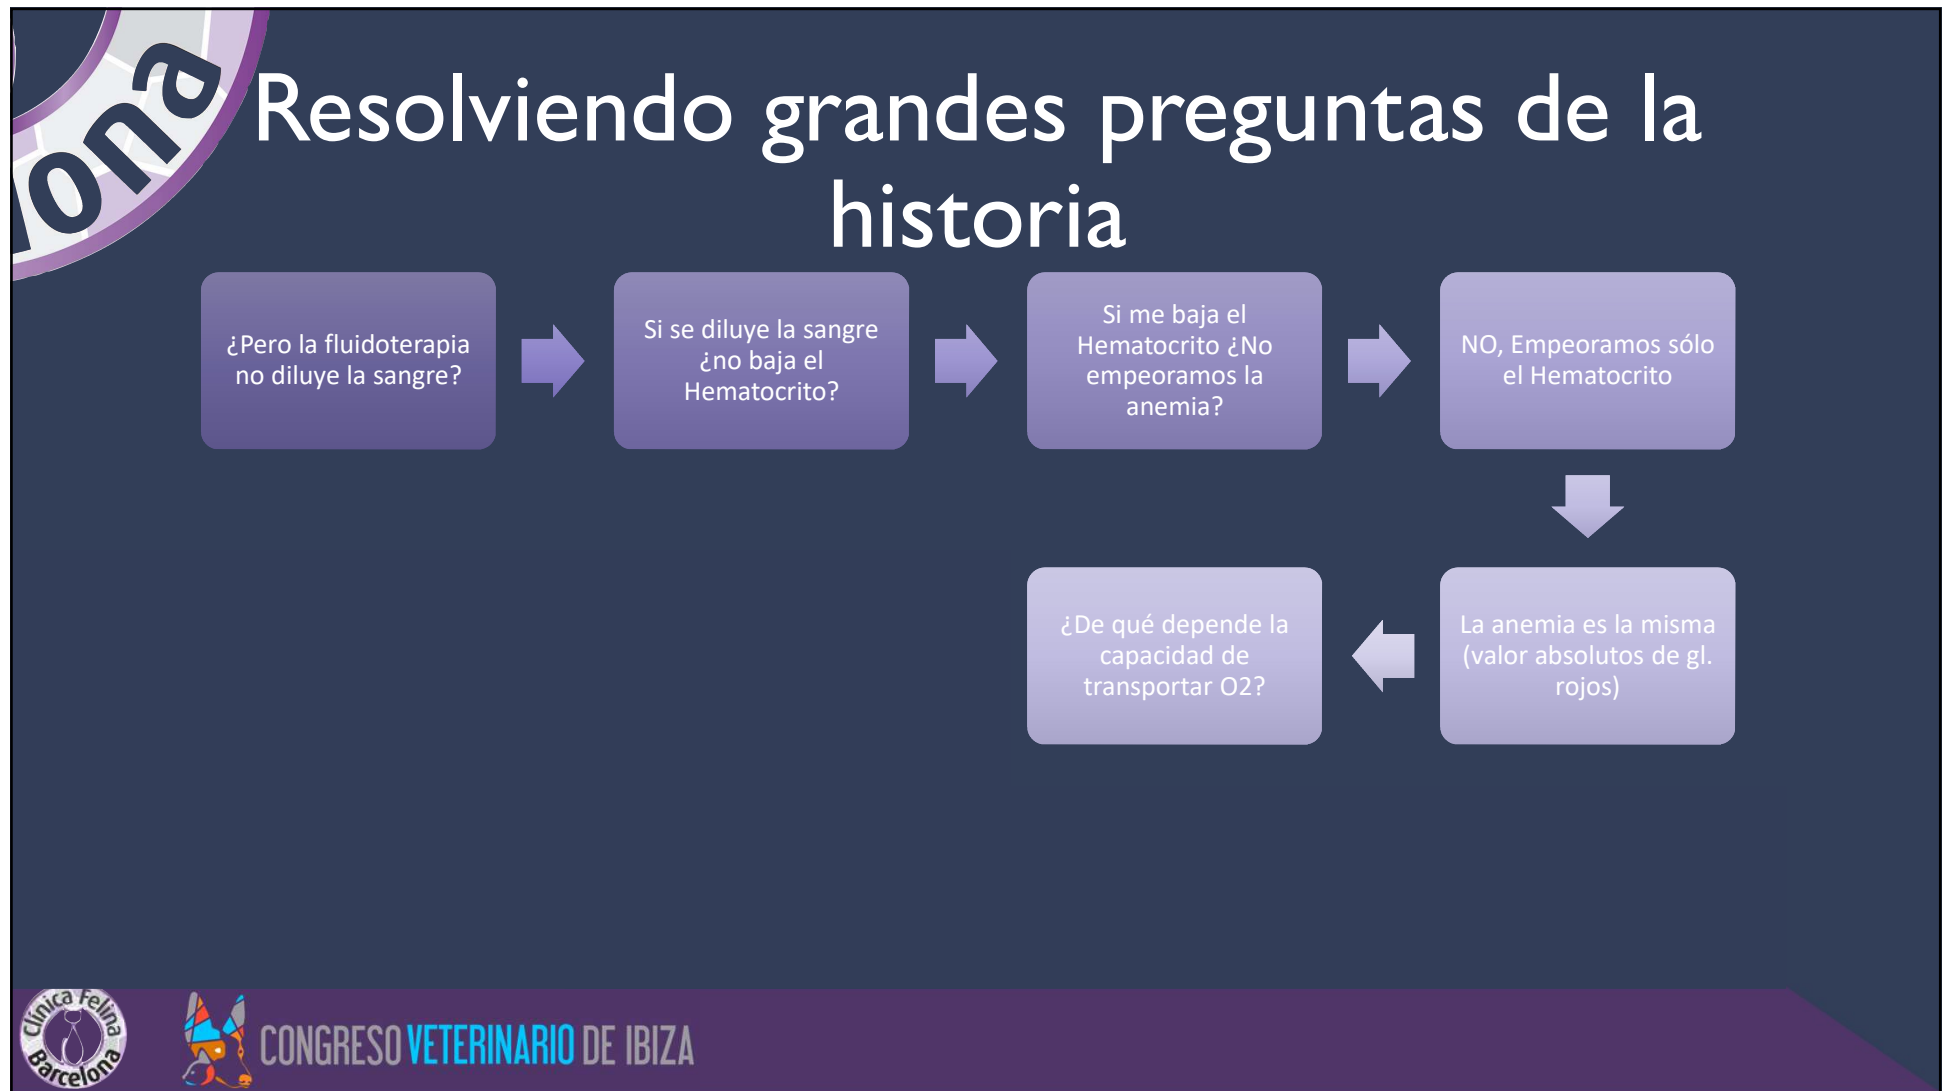 ona
Resolviendo grandes preguntas de la
historia
¿Pero la fluidoterapia
no diluye la sangre?
Si se diluye la sangre
¿no baja el
Hematocrito?
Si me baja el
Hematocrito ¿No
empeoramos la
anemia?
NO, Empeoramos sólo
el Hematocrito
La anemia es la misma
(valor absolutos de gl.
rojos)
¿De qué depende la
capacidad de
transportar O2?
Clínica Felina
Barcelona
CONGRESO VETERINARIO DE IBIZA